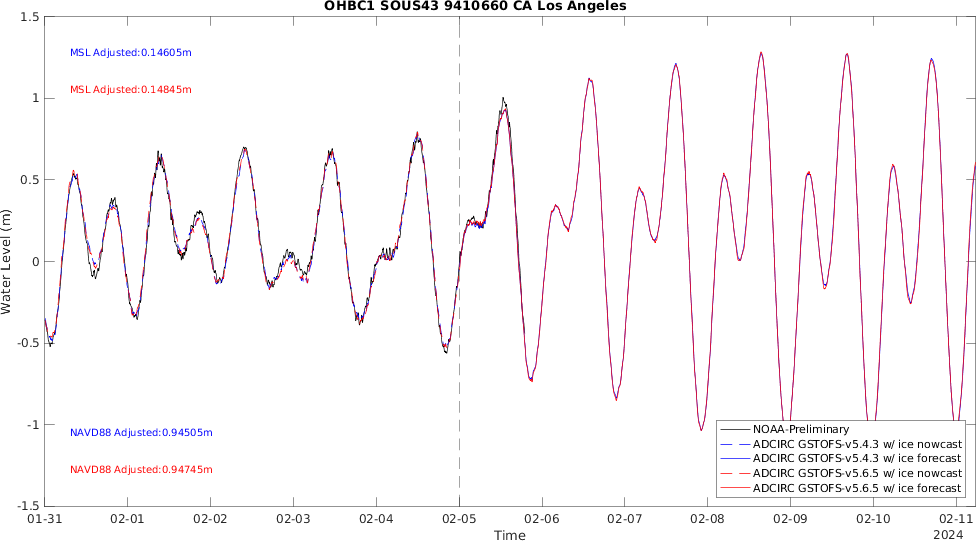 OHBC1 SOUS43 9410660 CA Los Angeles
1.5
1
0.5
0
-0.5
-1
-1.5
Water Level (m)
MSL Adjusted:0.14605m
MSL Adjusted:0.14845m
NAVD88 Adjusted:0.94505m
NAVD88 Adjusted:0.94745m
NOAA-Preliminary
ADCIRC GSTOFS-v5.4.3 w/ ice nowcast
ADCIRC GSTOFS-v5.4.3 w/ ice forecast
ADCIRC GSTOFS-v5.6.5 w/ ice nowcast
ADCIRC GSTOFS-v5.6.5 w/ ice forecast
01-31 02-01 02-02 02-03 02-04 02-05 02-06 02-07 02-08 02-09 02-10 02-11
Time
2024